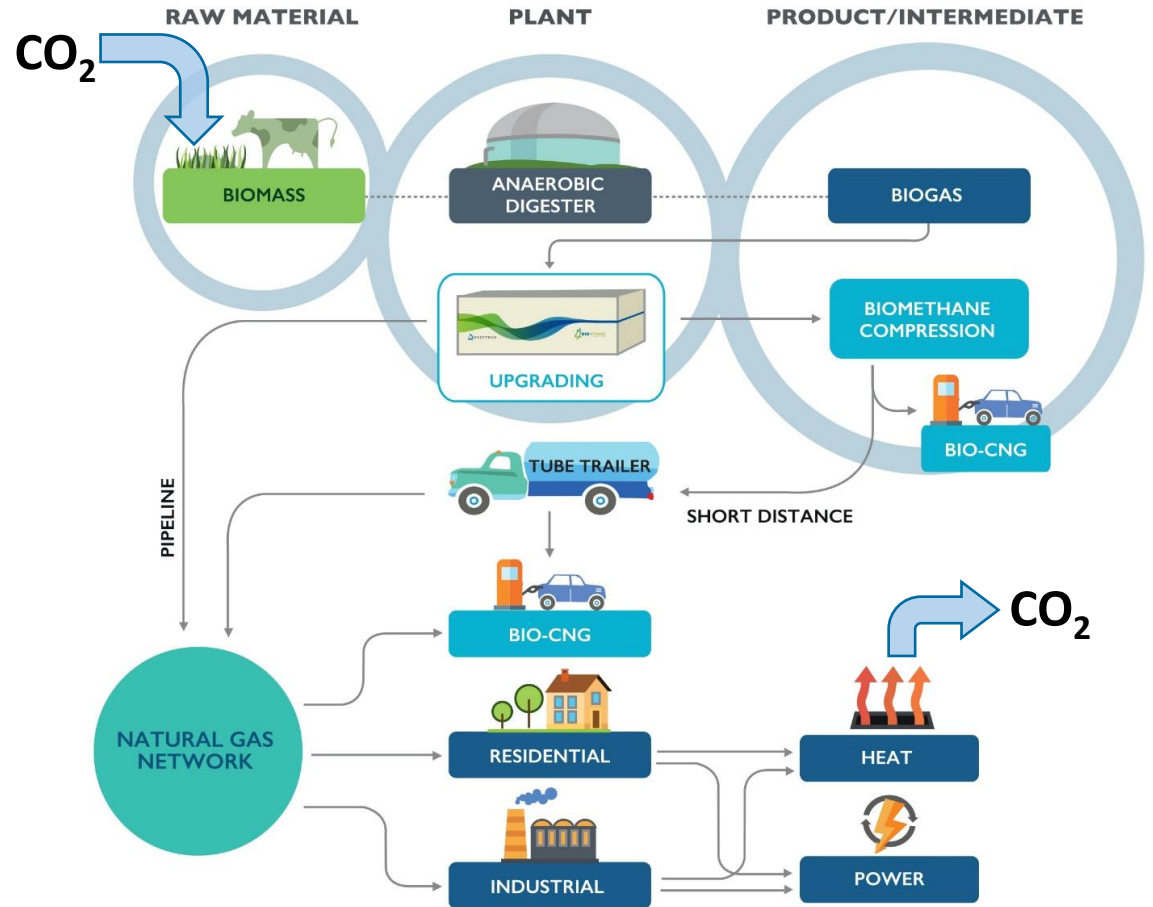 RAW MATERIAL
PLANT
PRODUCT/INTERMEDIATE
CO2
BIOMASS
ANAEROBIC
DIGESTER
BIOGAS
UPGRADING
BIOMETHANE
COMPRESSION
BIO-CNG
TUBE TRAILER
SHORT DISTANCE
PIPELINE
BIO-CNG
CO2
NATURAL GAS
NETWORK
RESIDENTIAL
HEAT
INDUSTRIAL
POWER